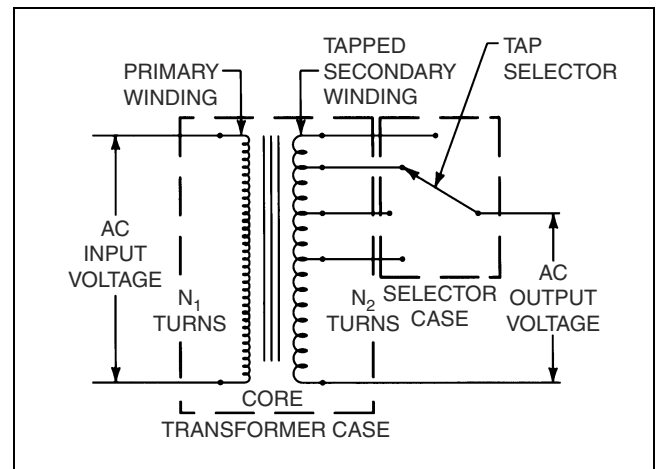 PRIMARY
WINDING
TAPPED
SECONDARY
WINDING
TAP
SELECTOR
AC
INPUT
VOLTAGE
N₁
TURNS
N₂
TURNS
SELECTOR
CASE
AC
OUTPUT
VOLTAGE
CORE
TRANSFORMER CASE